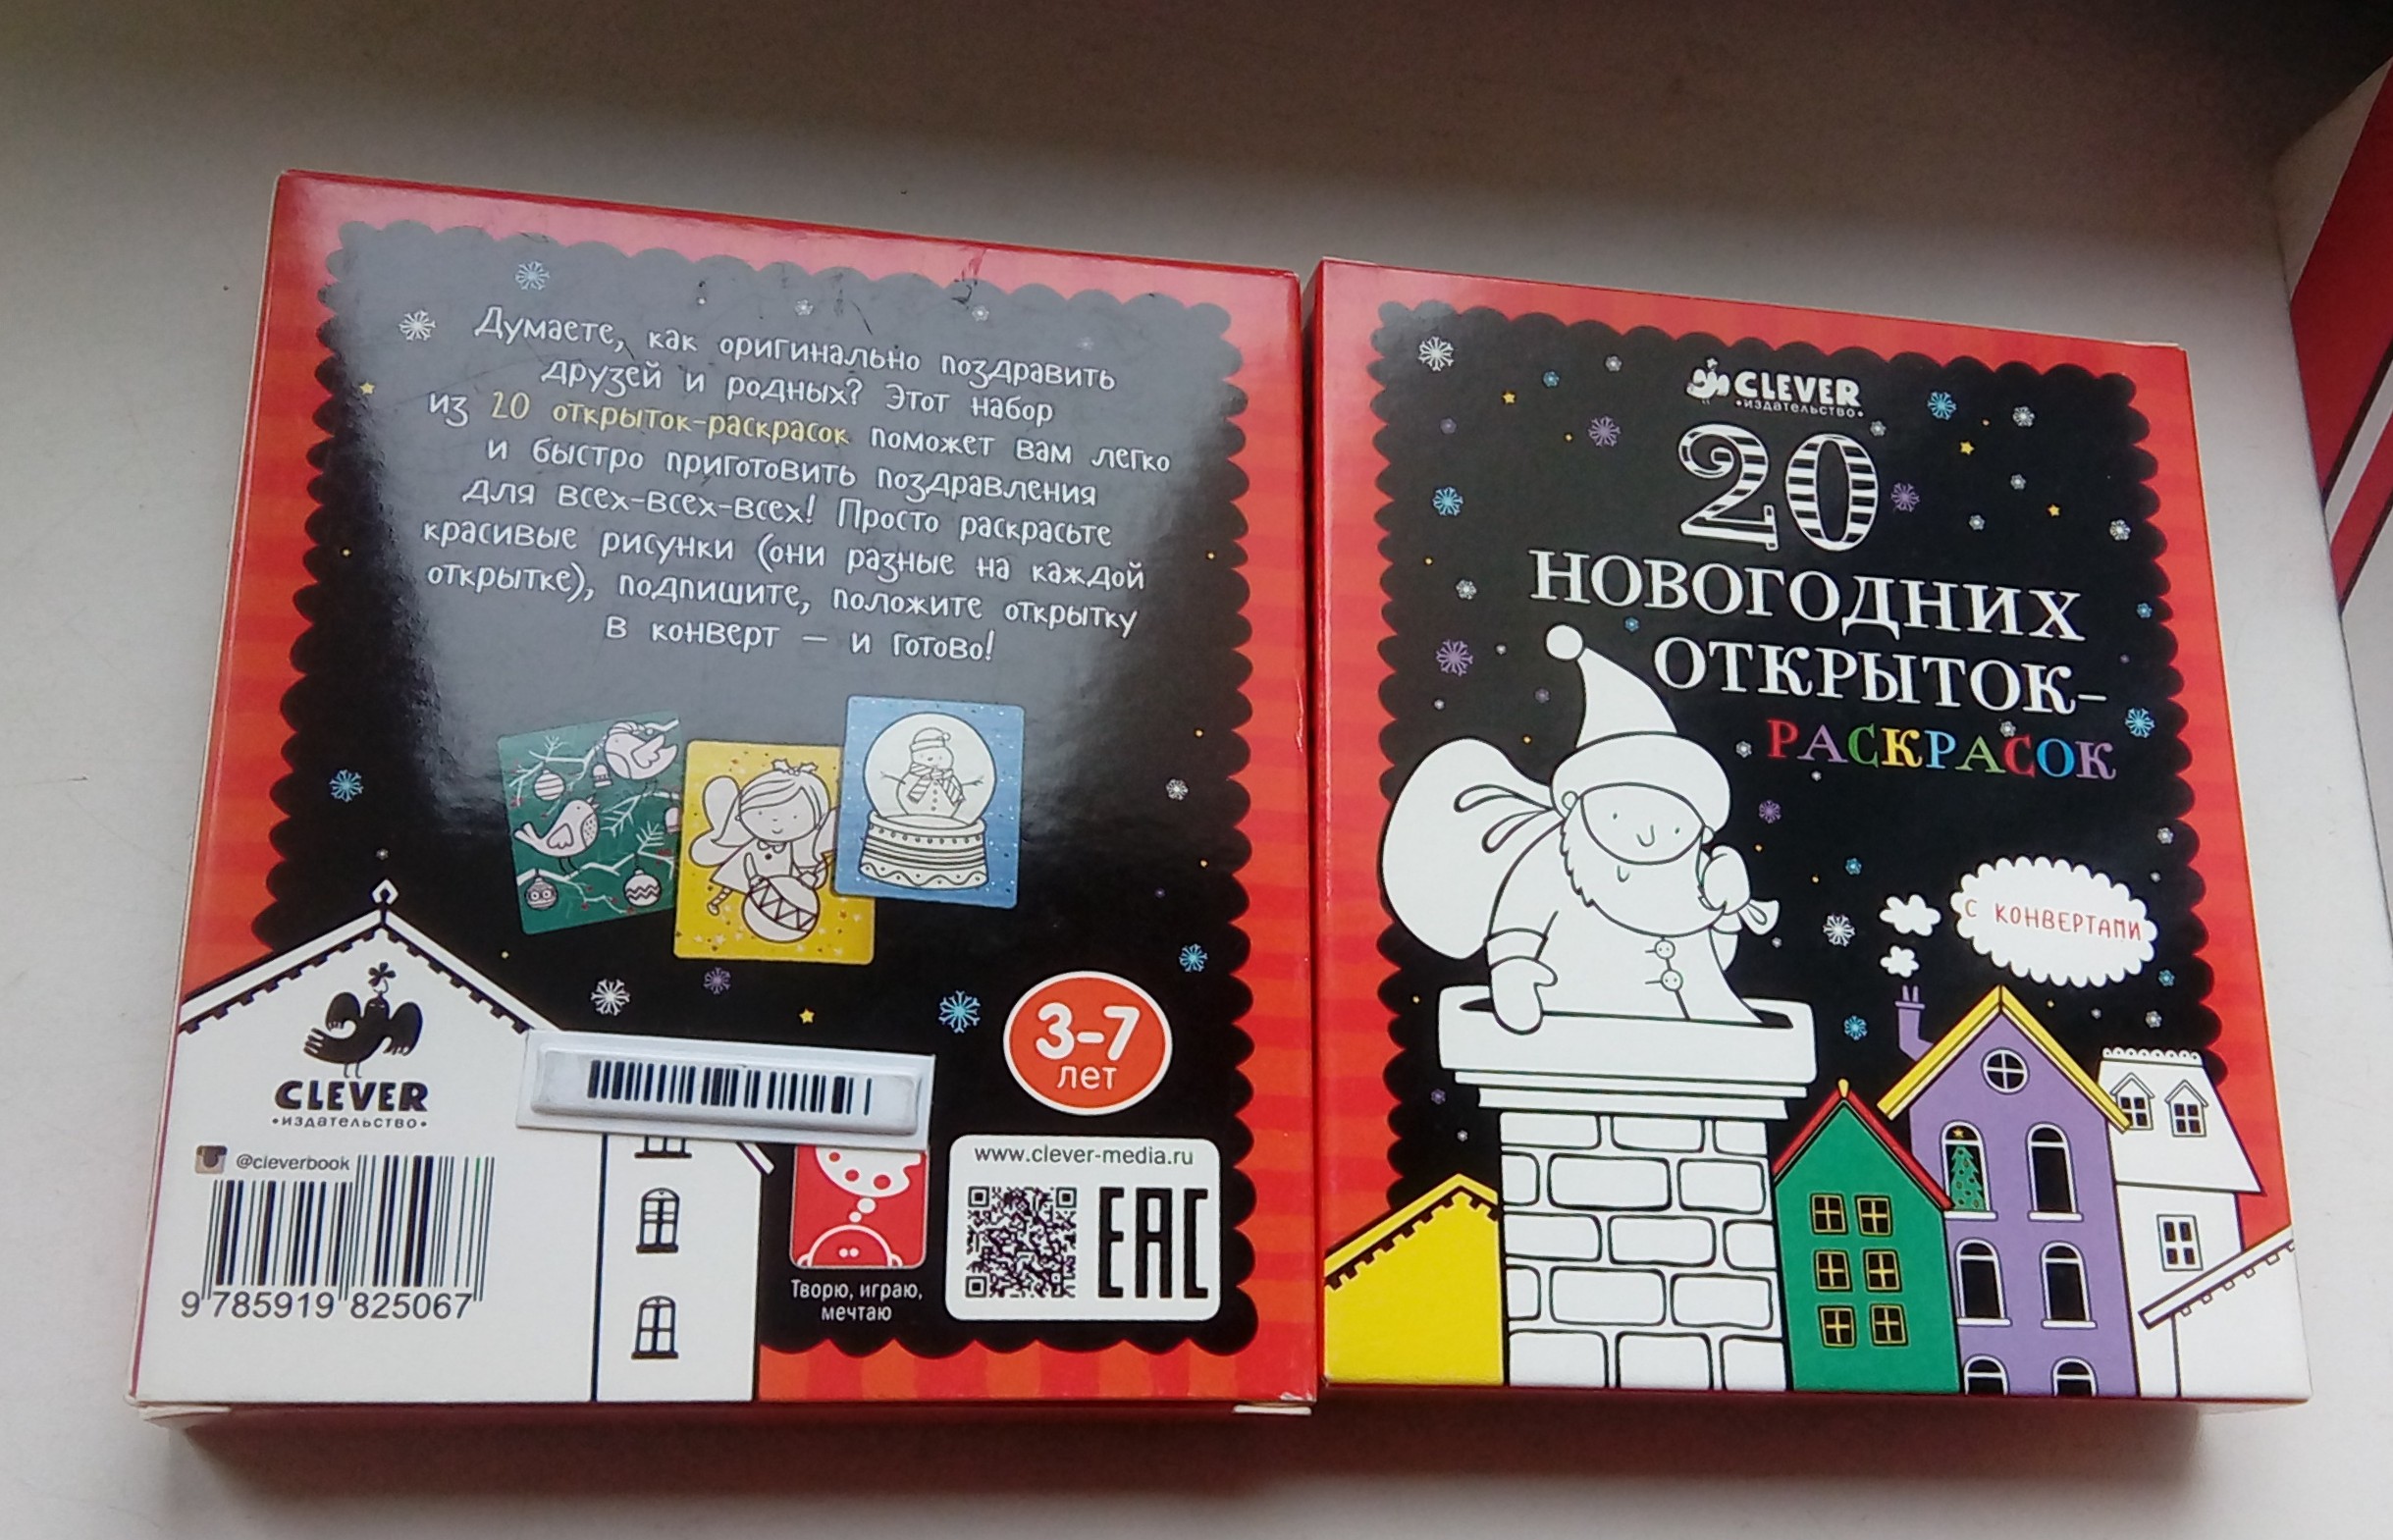 Думаете, как оригинально поздравить
друзей и родных? Этот набор
из 20 открыток-раскрасок поможет вам легко
и быстро приготовить поздравления
для всех-всех-всех! Просто раскрасьте
красивые рисунки (они разные на каждой
открытке), подпишите, положите открытку
в конверт — и готово!
3-7
лет
CLEVER
•ИЗДАТЕЛЬСТВО•
@cleverbook
9 785919 825067
Творю, играю,
мечтаю
www.clever-media.ru
EAC
CLEVER
•ИЗДАТЕЛЬСТВО•
20
НОВОГОДНИХ
ОТКРЫТОК-
РАСКРАСОК
С КОНВЕРТАМИ